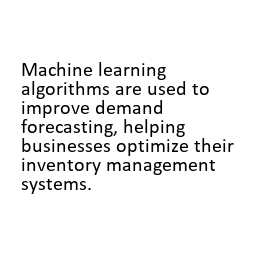 Machine learning
algorithms are used to
improve demand
forecasting, helping
businesses optimize their
inventory management
systems.